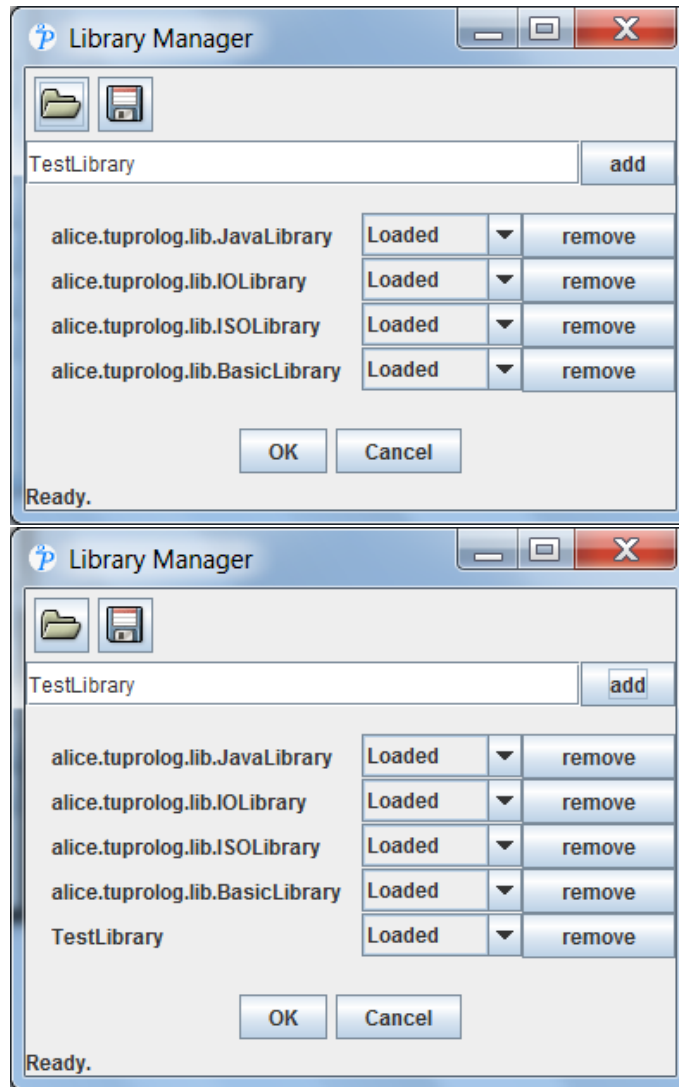 Library Manager
TestLibrary add
alice.tuprolog.lib.JavaLibrary Loaded remove
alice.tuprolog.lib.IOLibrary Loaded remove
alice.tuprolog.lib.ISOLibrary Loaded remove
alice.tuprolog.lib.BasicLibrary Loaded remove
OK Cancel
Ready.
Library Manager
TestLibrary add
alice.tuprolog.lib.JavaLibrary Loaded remove
alice.tuprolog.lib.IOLibrary Loaded remove
alice.tuprolog.lib.ISOLibrary Loaded remove
alice.tuprolog.lib.BasicLibrary Loaded remove
TestLibrary Loaded remove
OK Cancel
Ready.